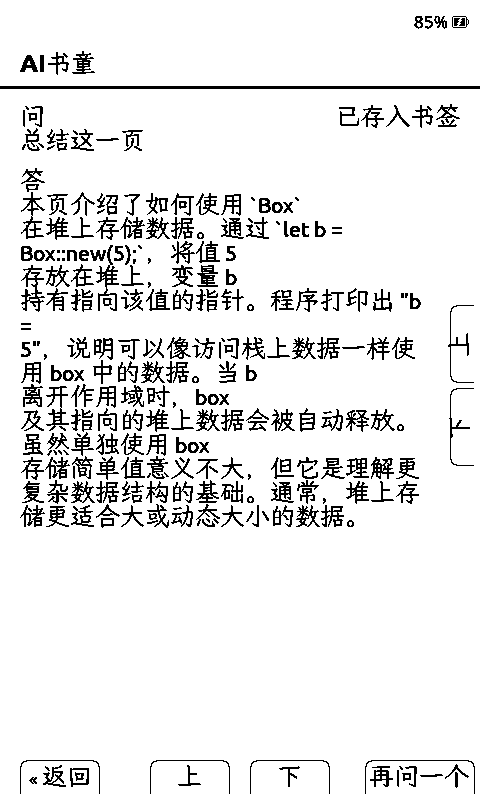 85%
AI书童
问 已存入书签
总结这一页
答
本页介绍了如何使用 `Box`
在堆上存储数据。通过 `let b =
Box::new(5);`，将值 5
存放在堆上，变量 b
持有指向该值的指针。程序打印出 "b
=
5"，说明可以像访问栈上数据一样使
用 box 中的数据。当 b
离开作用域时，box
及其指向的堆上数据会被自动释放。
虽然单独使用 box
存储简单值意义不大，但它是理解更
复杂数据结构的基础。通常，堆上存
储更适合大或动态大小的数据。
上
下
« 返回 上 下 再问一个